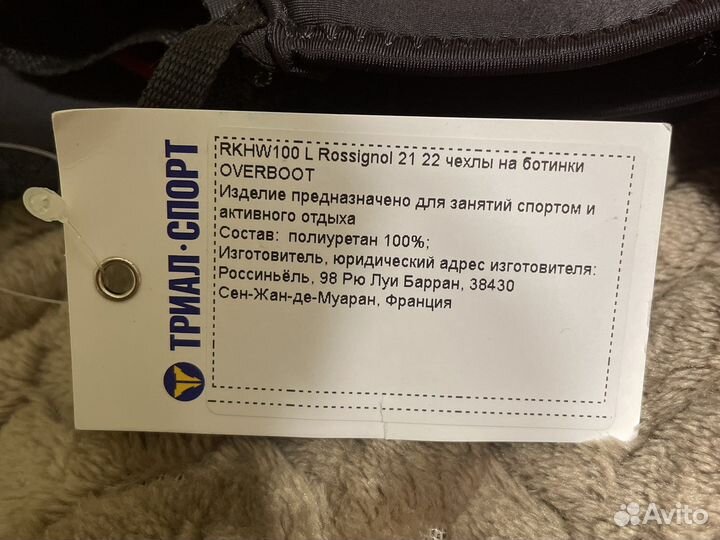 ТРИАЛ·СПОРТ
RKHW100 L Rossignol 21 22 чехлы на ботинки
OVERBOOT
Изделие предназначено для занятий спортом и
активного отдыха
Состав: полиуретан 100%;
Изготовитель, юридический адрес изготовителя:
Россиньёль, 98 Рю Луи Барран, 38430
Сен-Жан-де-Муаран, Франция
Avito